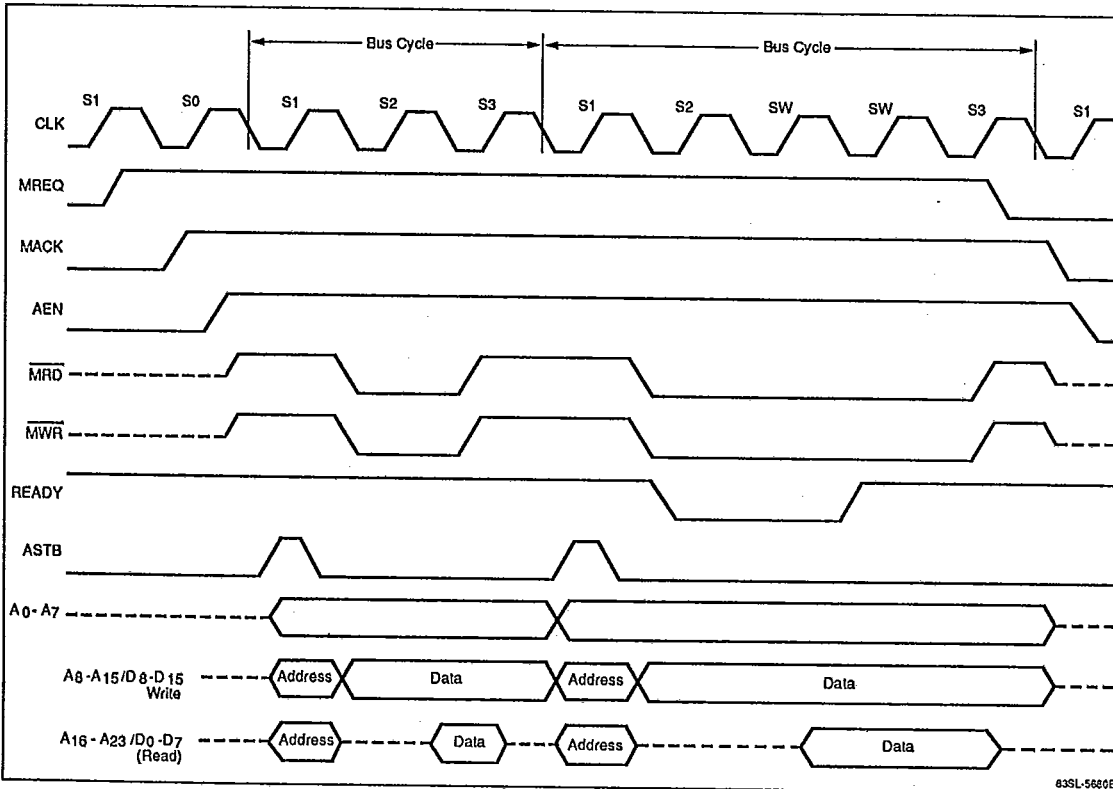 Bus Cycle Bus Cycle
S1 S0 S1 S2 S3 S1 S2 SW SW S3 S1
CLK
MREQ
MACK
AEN
MRD
MWR
READY
ASTB
A0-A7
A8-A15/D8-D15 Address Data Address Data
Write
A16-A23/D0-D7 Address Data Address Data
(Read)
83SL-5680B